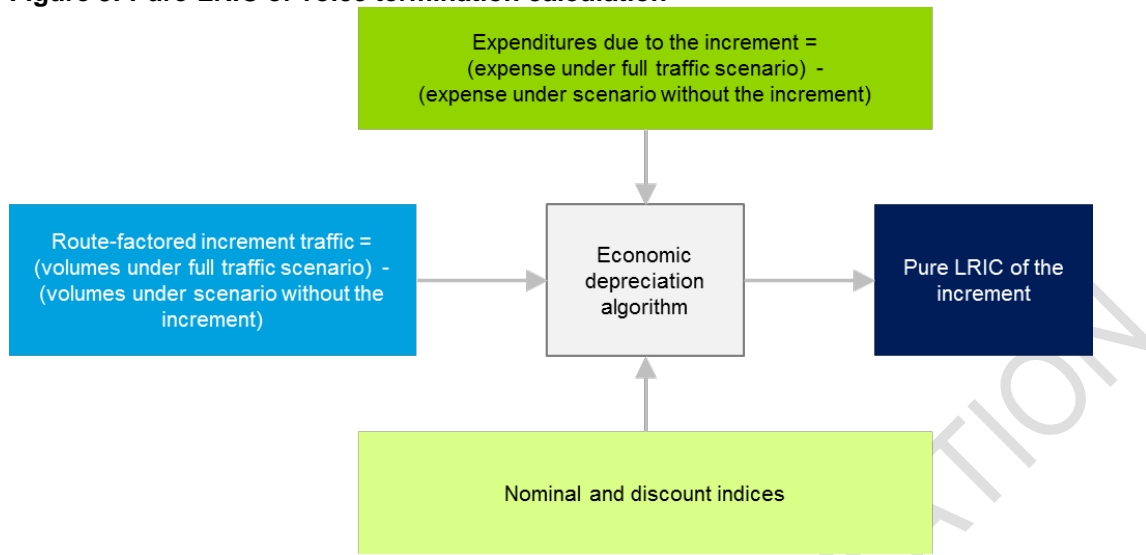 Expenditures due to the increment =
(expense under full traffic scenario) -
(expense under scenario without the increment)
Route-factored increment traffic =
(volumes under full traffic scenario) -
(volumes under scenario without the
increment)
Economic
depreciation
algorithm
Pure LRIC of the
increment
Nominal and discount indices